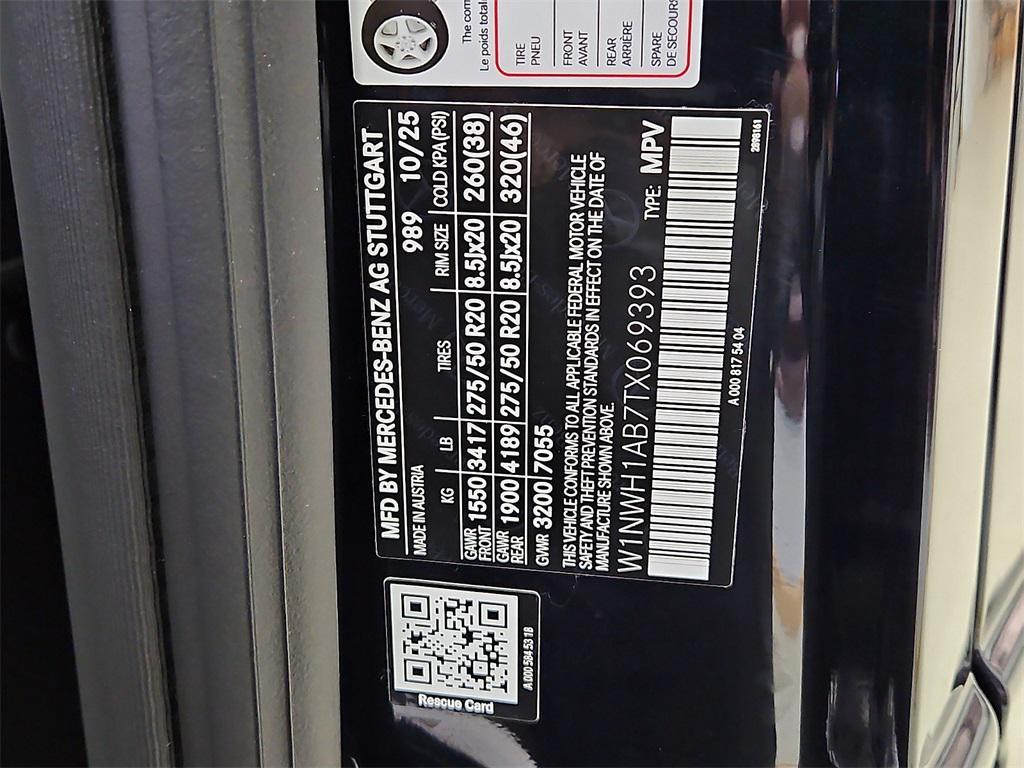 The com
Le poids total
TIRE
PNEU
FRONT
AVANT
REAR
ARRIÈRE
SPARE
DE SECOURS
MFD BY MERCEDES-BENZ AG STUTTGART
MADE IN AUSTRIA 989 10/25
KG LB TIRES RIM SIZE COLD KPA(PSI)
GAWR FRONT 1550 3417 275/50 R20 8.5Jx20 260(38)
GAWR REAR 1900 4189 275/50 R20 8.5Jx20 320(46)
GVWR 3200 7055
THIS VEHICLE CONFORMS TO ALL APPLICABLE FEDERAL MOTOR VEHICLE
SAFETY AND THEFT PREVENTION STANDARDS IN EFFECT ON THE DATE OF
MANUFACTURE SHOWN ABOVE.
W1NWH1AB7TX069393 TYPE: MPV
A 000 817 54 04
2898161
Rescue Card
A 000 584 53 18